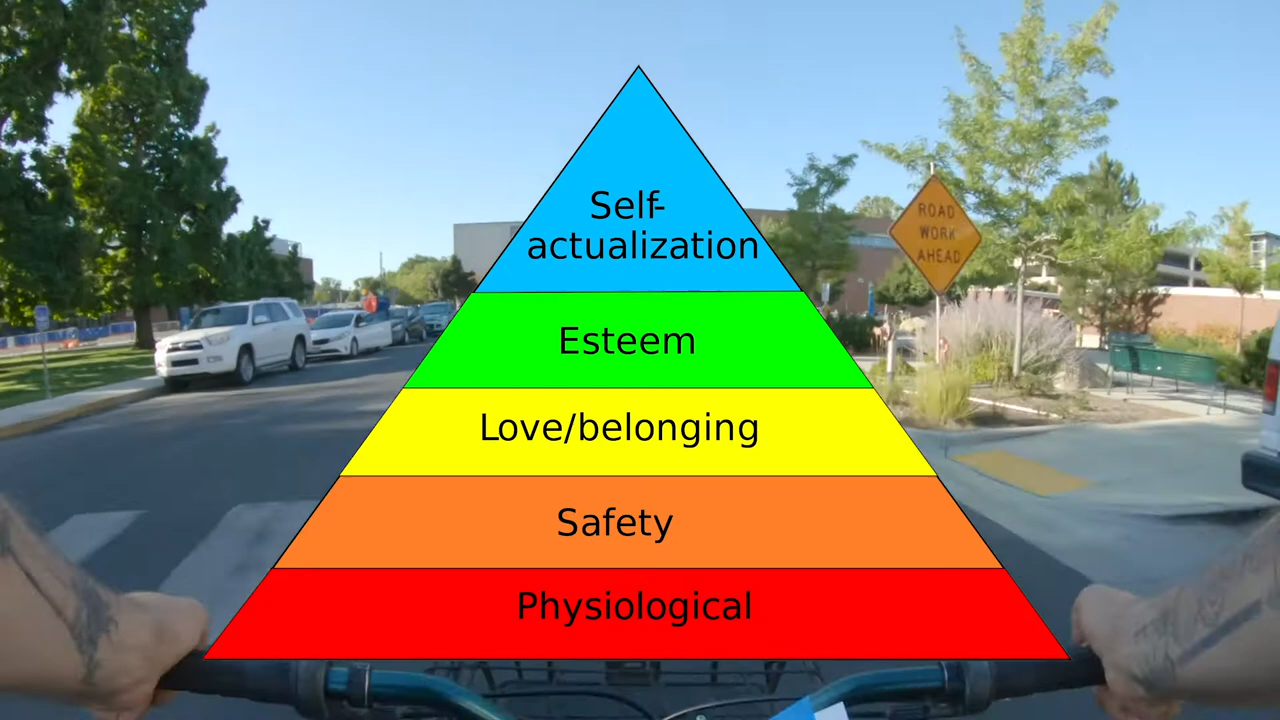 Self-
actualization
Esteem
Love/belonging
Safety
Physiological
ROAD
WORK
AHEAD